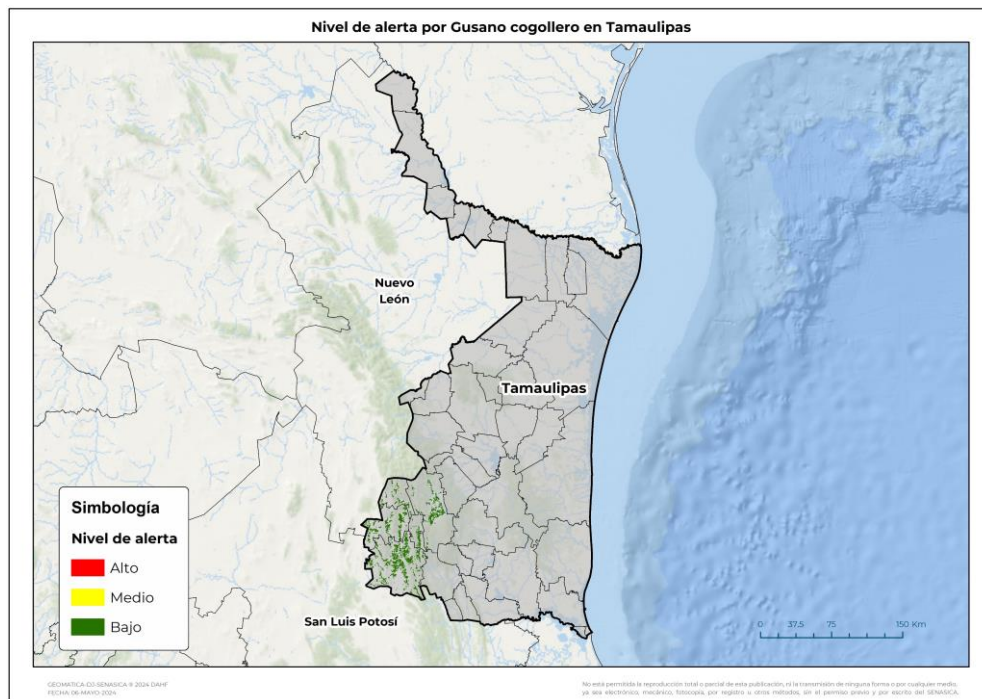 Nivel de alerta por Gusano cogollero en Tamaulipas
Nuevo
León
Tamaulipas
San Luis Potosí
Simbología
Nivel de alerta
Alto
Medio
Bajo
0 37.5 75 150 Km
GEOMATICA-CO-SENASICA ® 2024 DAHF
FECHA 06-MAYO-2024
No está permitida la reproducción total o parcial de esta publicación, ni la transmisión de ninguna forma o por cualquier medio,
ya sea electrónico, mecánico, fotocopia, por registro u otros métodos, sin el permiso previo y por escrito del SENASICA.